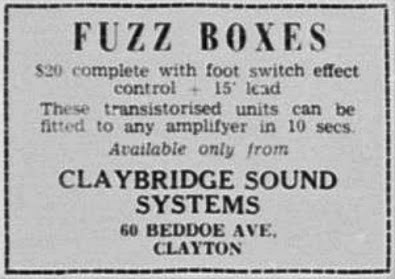 FUZZ BOXES
$20 complete with foot switch effect
control + 15' lead
These transistorised units can be
fitted to any amplifyer in 10 secs.
Available only from
CLAYBRIDGE SOUND
SYSTEMS
60 BEDDOE AVE,
CLAYTON